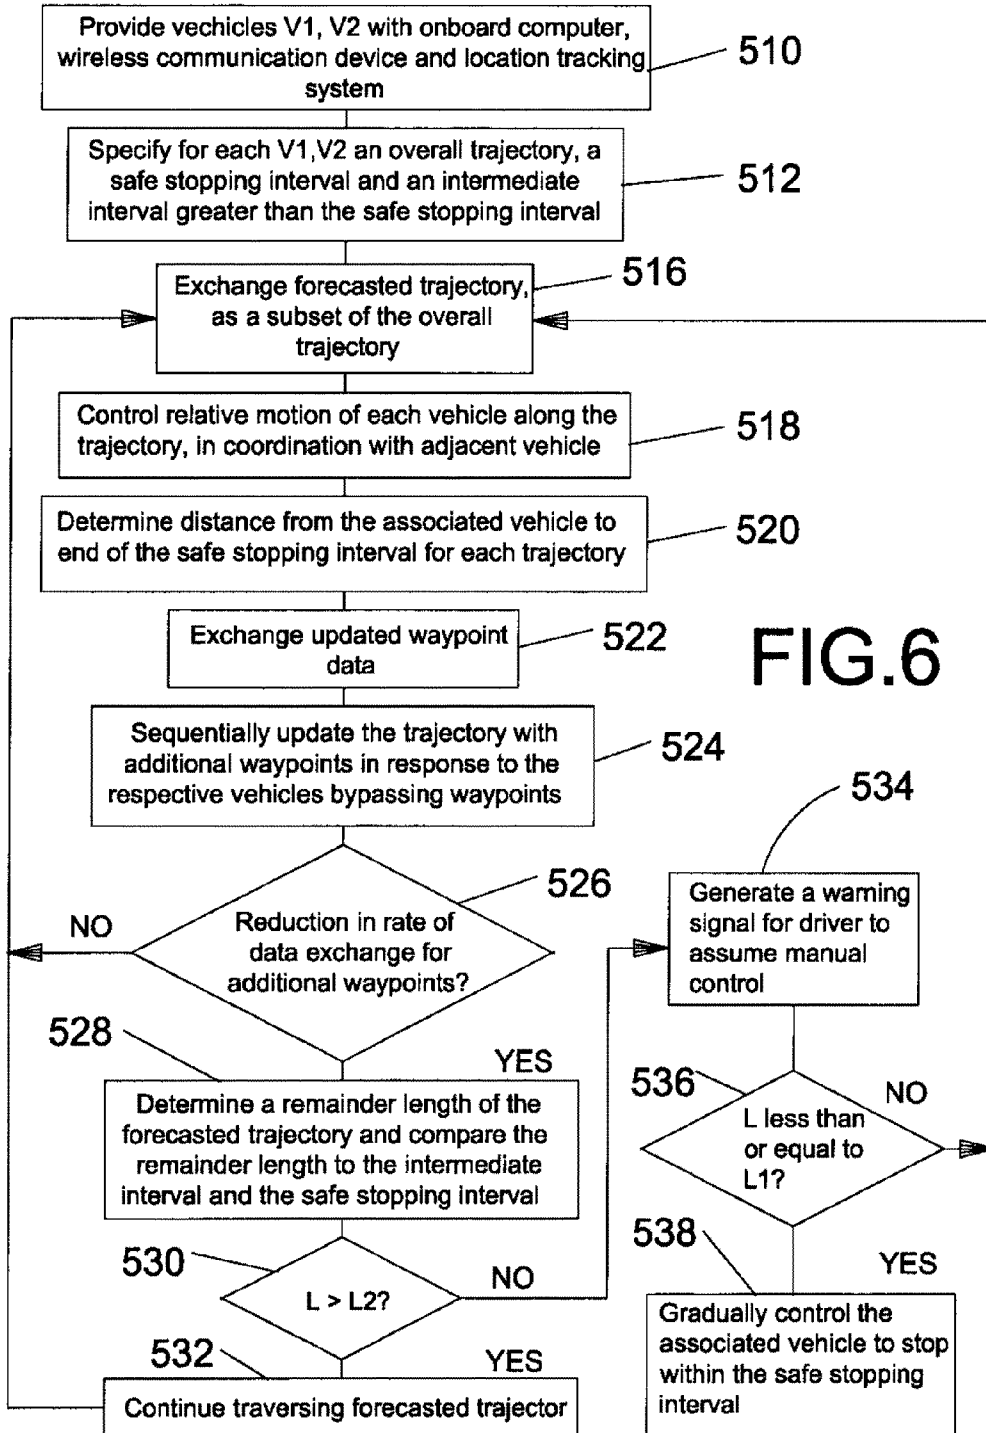 Provide vechicles V1, V2 with onboard computer,
wireless communication device and location tracking
system
510
Specify for each V1,V2 an overall trajectory, a
safe stopping interval and an intermediate
interval greater than the safe stopping interval
512
Exchange forecasted trajectory,
as a subset of the overall
trajectory
516
Control relative motion of each vehicle along the
trajectory, in coordination with adjacent vehicle
518
Determine distance from the associated vehicle to
end of the safe stopping interval for each trajectory
520
Exchange updated waypoint
data
522
FIG.6
Sequentially update the trajectory with
additional waypoints in response to the
respective vehicles bypassing waypoints
524
Reduction in rate of
data exchange for
additional waypoints?
526
NO
YES
528
Determine a remainder length of the
forecasted trajectory and compare the
remainder length to the intermediate
interval and the safe stopping interval
530
L > L2?
NO
YES
532
Continue traversing forecasted trajector
534
Generate a warning
signal for driver to
assume manual
control
536
L less than
or equal to
L1?
NO
YES
538
Gradually control the
associated vehicle to stop
within the safe stopping
interval